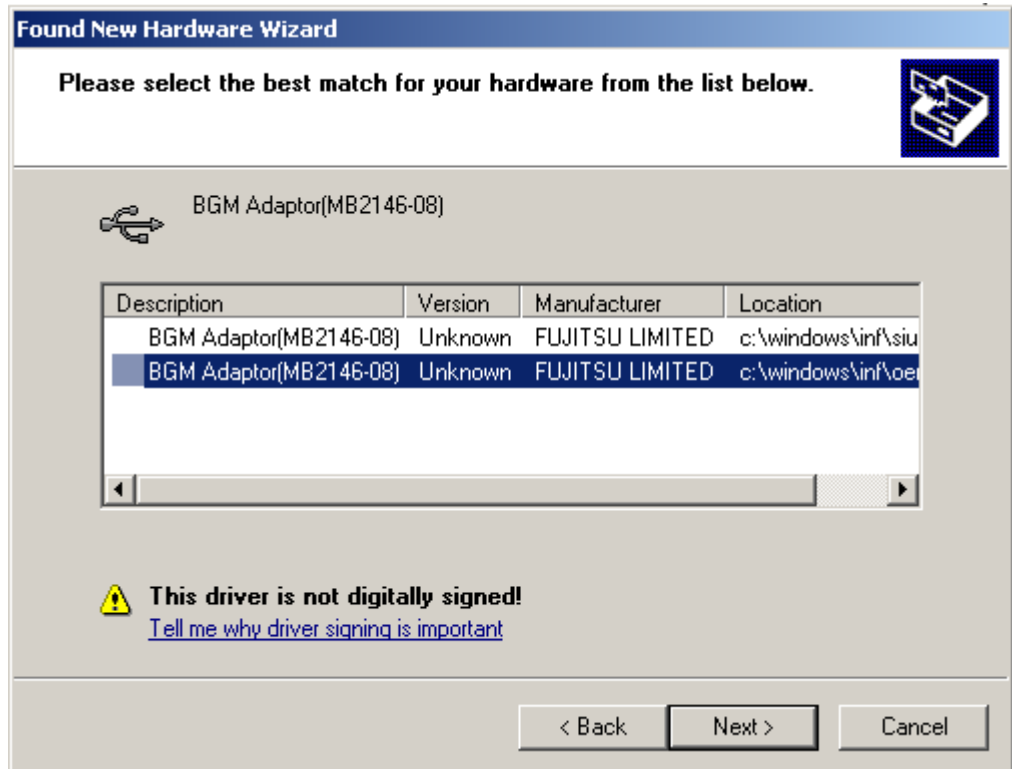 Found New Hardware Wizard
Please select the best match for your hardware from the list below.
BGM Adaptor(MB2146-08)
Description Version Manufacturer Location
BGM Adaptor(MB2146-08) Unknown FUJITSU LIMITED c:\windows\inf\siu
BGM Adaptor(MB2146-08) Unknown FUJITSU LIMITED c:\windows\inf\oe
This driver is not digitally signed!
Tell me why driver signing is important
< Back Next > Cancel